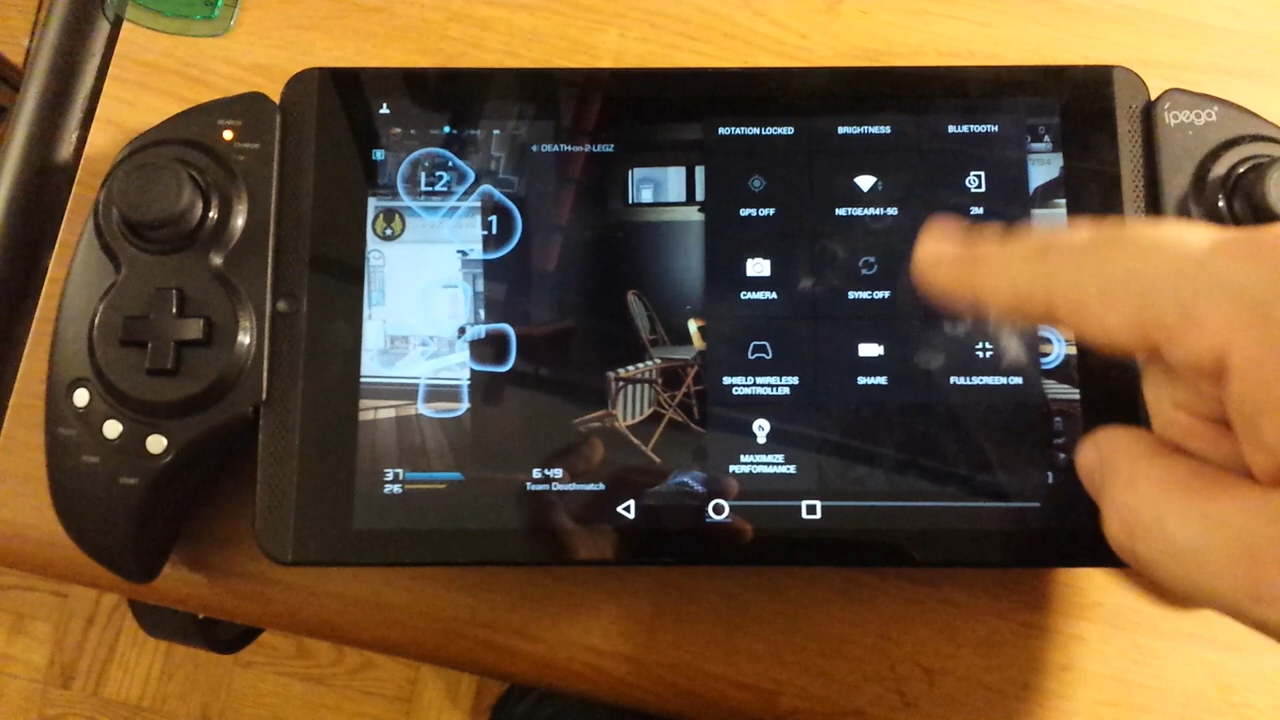 ípega
ROTATION LOCKED
BRIGHTNESS
BLUETOOTH
DEATH-on-2-LEGZ
L2
L1
GPS OFF
NETGEAR41-5G
2M
CAMERA
SYNC OFF
SHIELD WIRELESS
CONTROLLER
SHARE
FULLSCREEN ON
MAXIMIZE
PERFORMANCE
37
26
6:49
Team Deathmatch